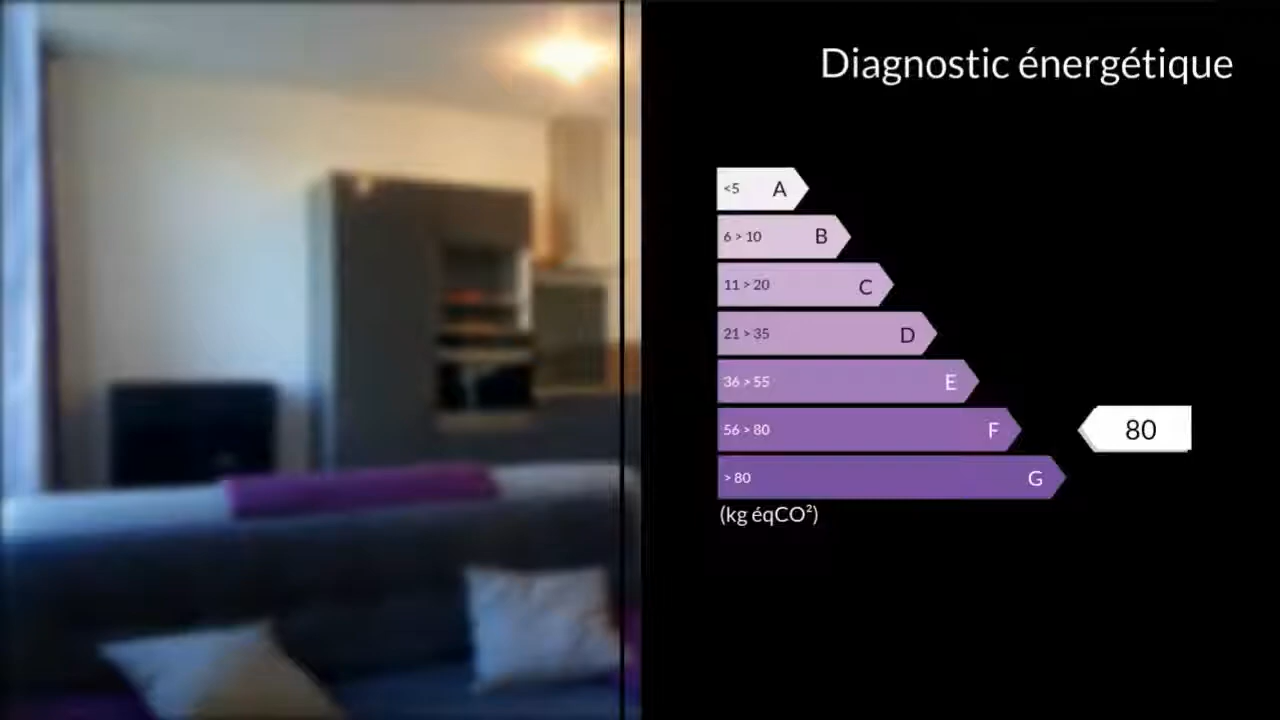 Diagnostic énergétique
<5 A
6 > 10 B
11 > 20 C
21 > 35 D
36 > 55 E
56 > 80 F
80
> 80 G
(kg éqCO²)